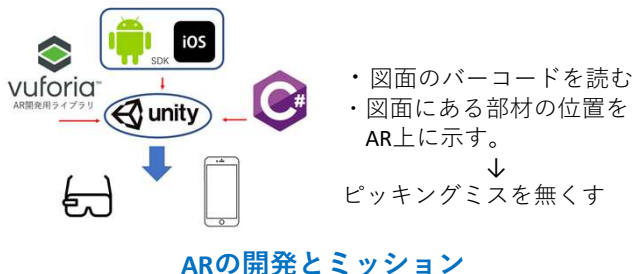 SDK
iOS
vuforia™
AR開発用ライブラリ
unity
C#
・図面のバーコードを読む
・図面にある部材の位置を
AR上に示す。
↓
ピッキングミスを無くす
ARの開発とミッション